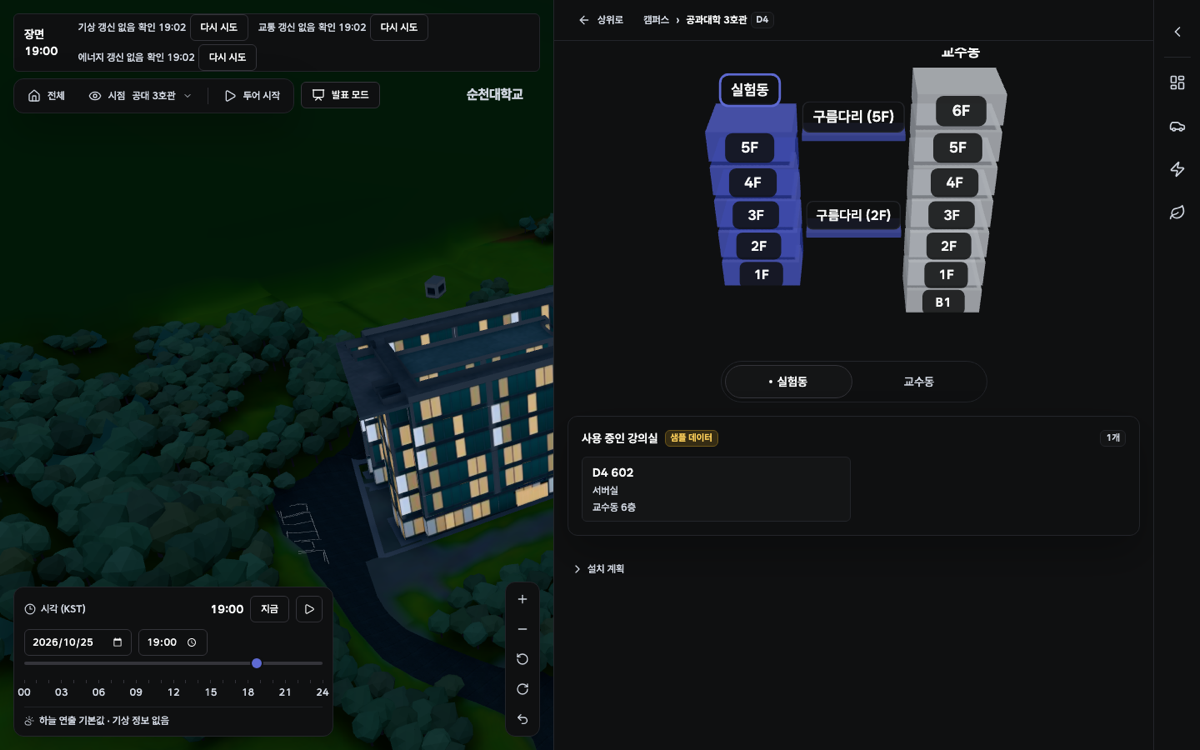 장면
19:00
기상 갱신 없음 확인 19:02 다시 시도 교통 갱신 없음 확인 19:02 다시 시도
에너지 갱신 없음 확인 19:02 다시 시도
전체 시점 공대 3호관 투어 시작 발표 모드 순천대학교
상위로 캠퍼스 › 공과대학 3호관 D4
교수동
실험동
구름다리 (5F)
6F
5F
5F
4F
4F
3F
구름다리 (2F)
3F
2F
2F
1F
1F
B1
• 실험동 교수동
사용 중인 강의실 샘플 데이터 1개
D4 602
서버실
교수동 6층
설치 계획
시각 (KST) 19:00 지금
2026/10/25 19:00
00 03 06 09 12 15 18 21 24
하늘 연출 기본값 · 기상 정보 없음